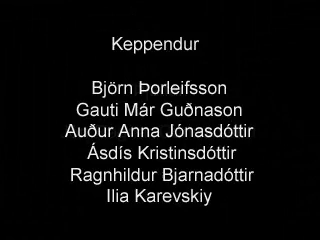 Keppendur
Björn Þorleifsson
Gauti Már Guðnason
Auður Anna Jónasdóttir
Ásdís Kristinsdóttir
Ragnhildur Bjarnadóttir
Ilia Karevskiy